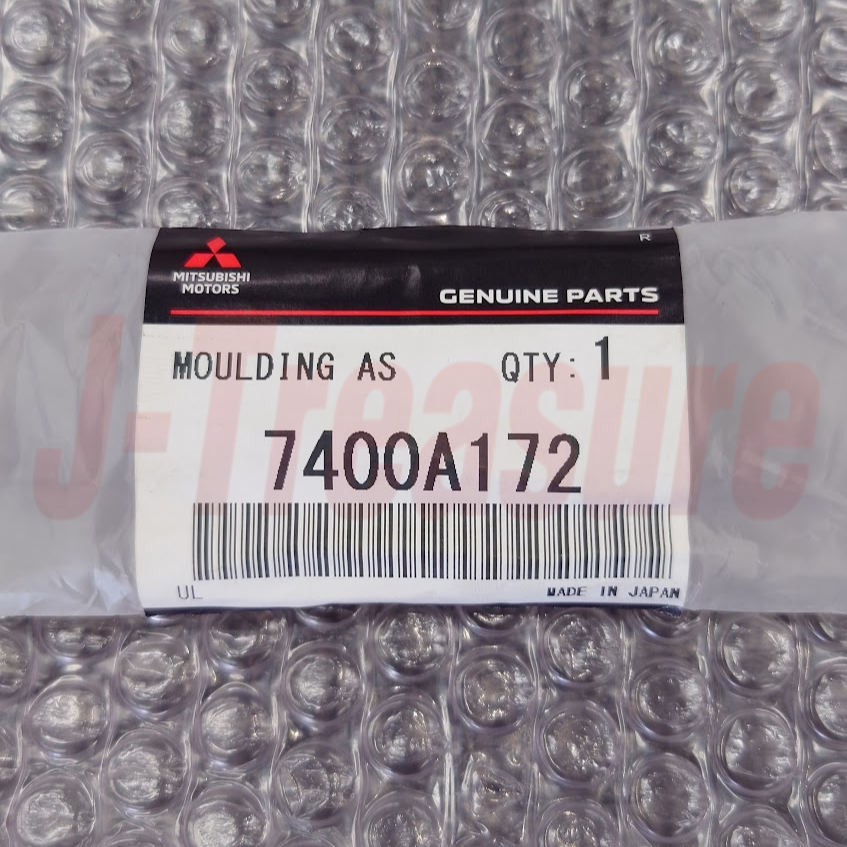 R
MITSUBISHI
MOTORS
GENUINE PARTS
MOULDING AS QTY: 1
7400A172
UL MADE IN JAPAN
J-Treasure